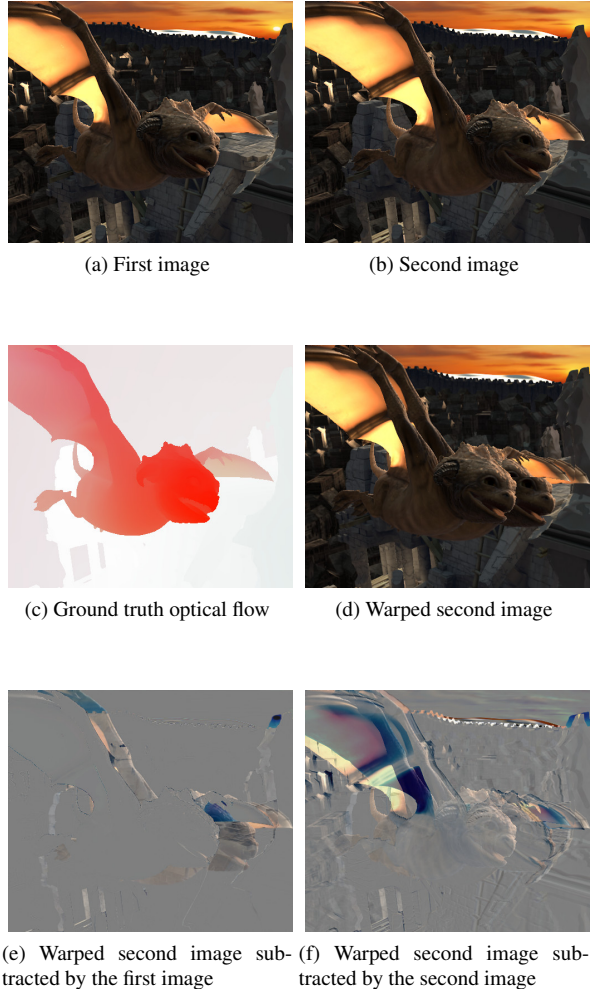 (a) First image
(b) Second image
(c) Ground truth optical flow
(d) Warped second image
(e) Warped second image sub-
tracted by the first image
(f) Warped second image sub-
tracted by the second image